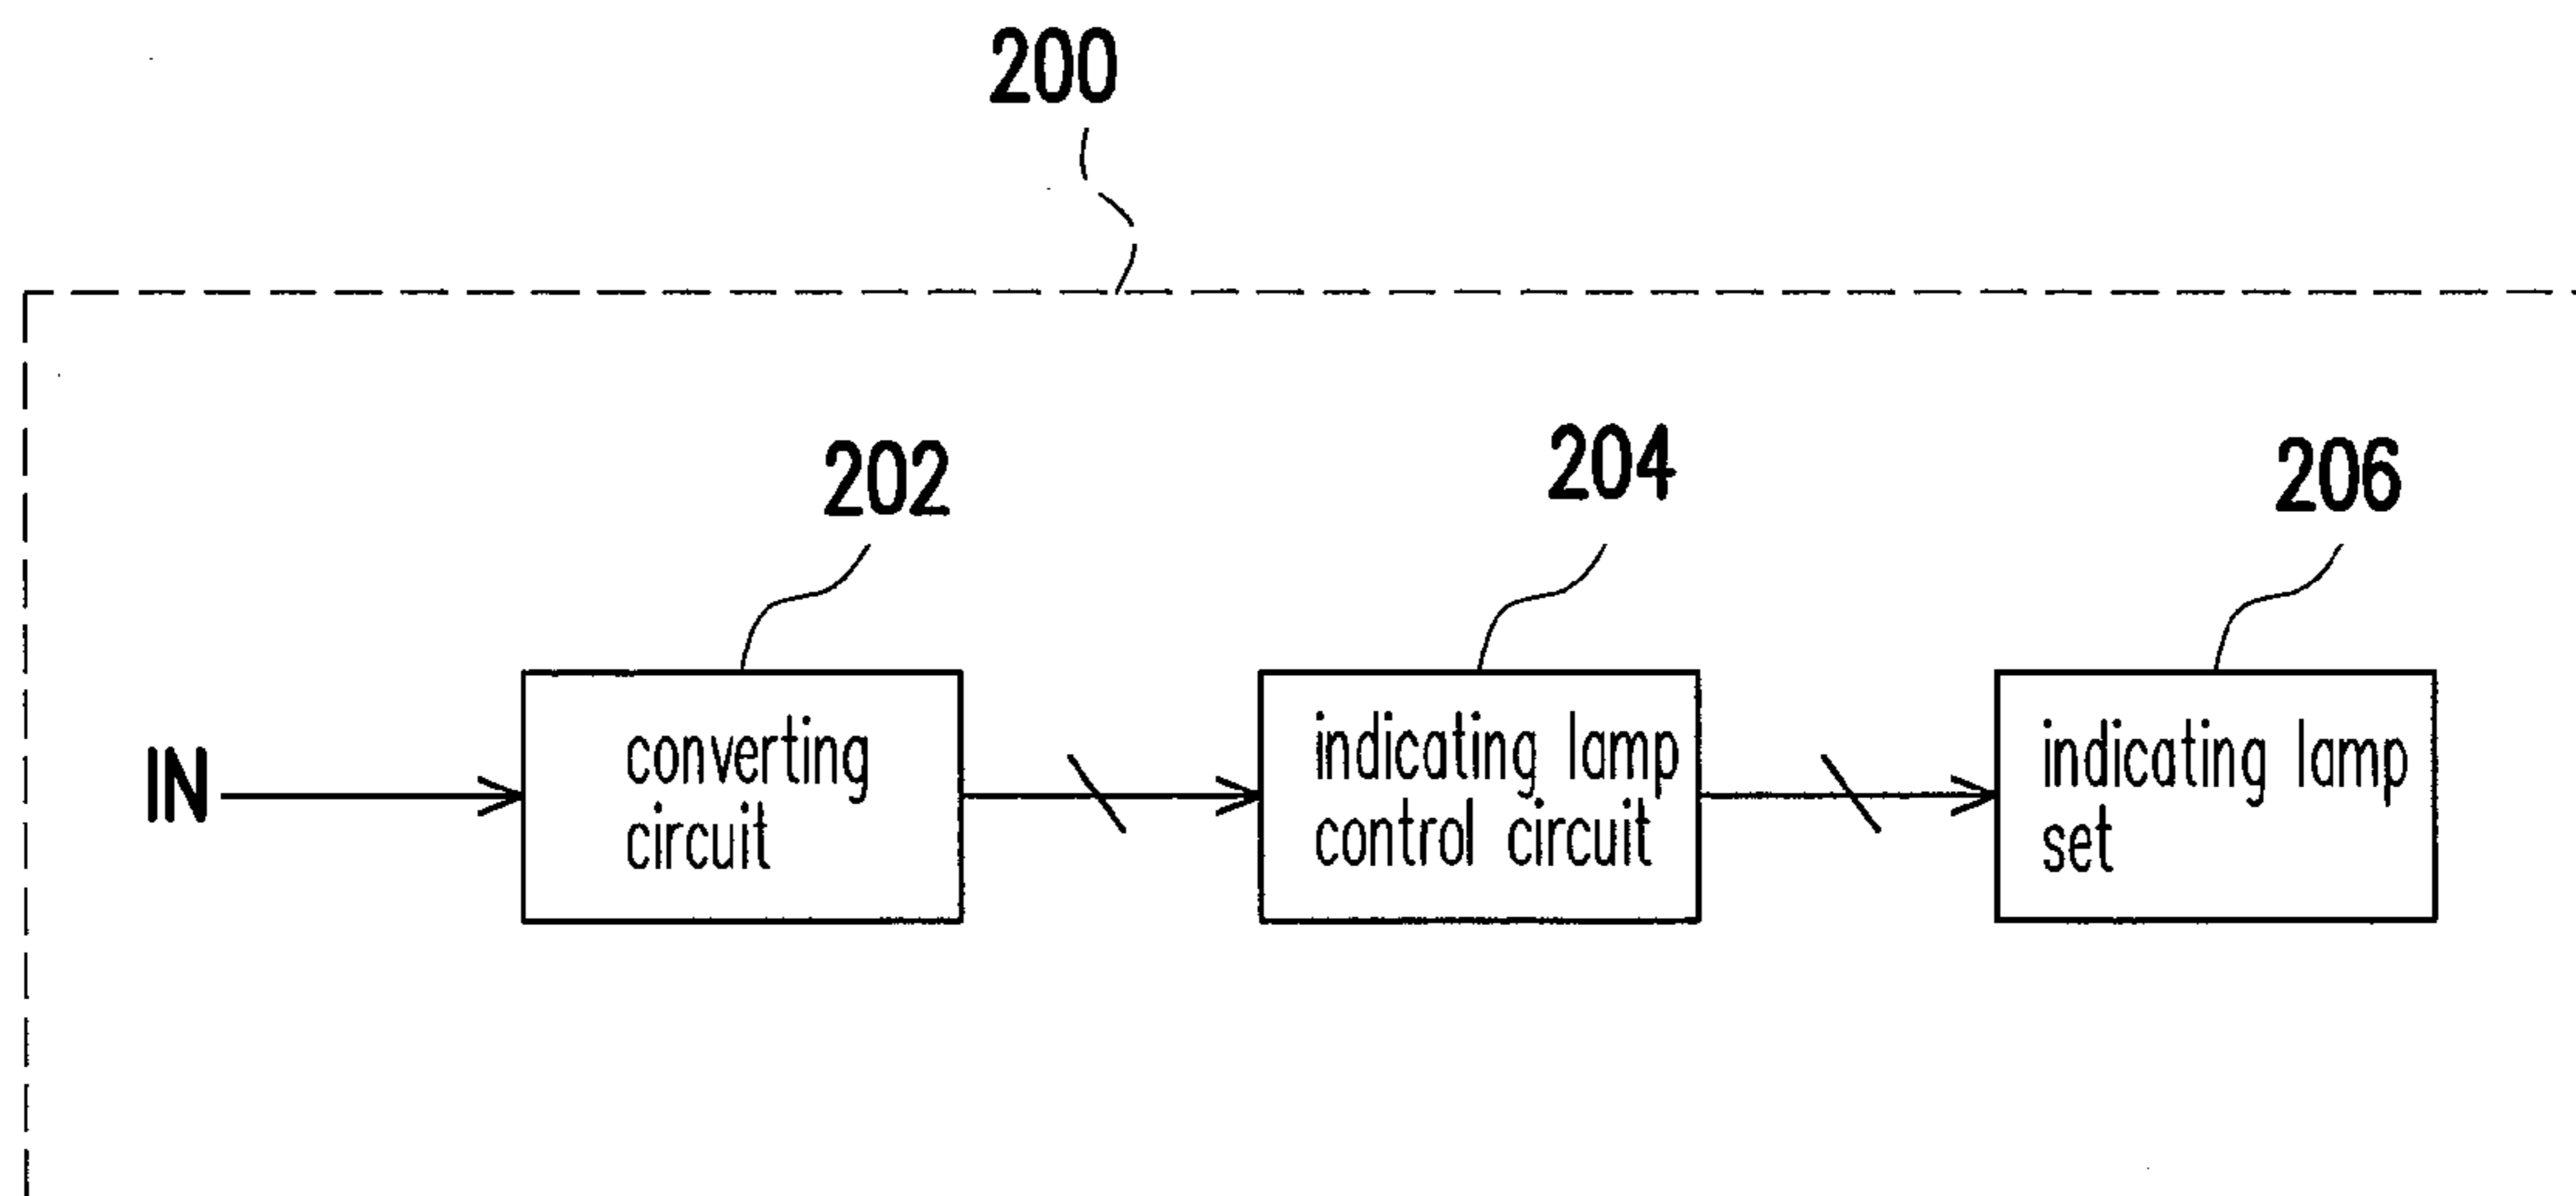 200
202
204
206
IN
converting
circuit
indicating lamp
control circuit
indicating lamp
set